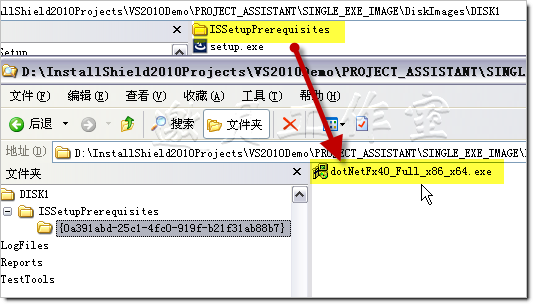 allShield2010Projects\VS2010Demo\PROJECT_ASSISTANT\SINGLE_EXE_IMAGE\DiskImages\DISK1
ISSetupPrerequisites
Setup
setup.exe
D:\InstallShield2010Projects\VS2010Demo\PROJECT_ASSISTANT\SINGL
文件(F) 编辑(E) 查看(V) 收藏(A) 工具(T) 帮助(H)
后退 搜索 文件夹
地址(D) D:\InstallShield2010Projects\VS2010Demo\PROJECT_ASSISTANT\SINGLE_EXE_IMAGE\
文件夹 dotNetFx40_Full_x86_x64.exe
DISK1
ISSetupPrerequisites
{0a391abd-25c1-4fc0-919f-b21f31ab88b7}
LogFiles
Reports
TestTools